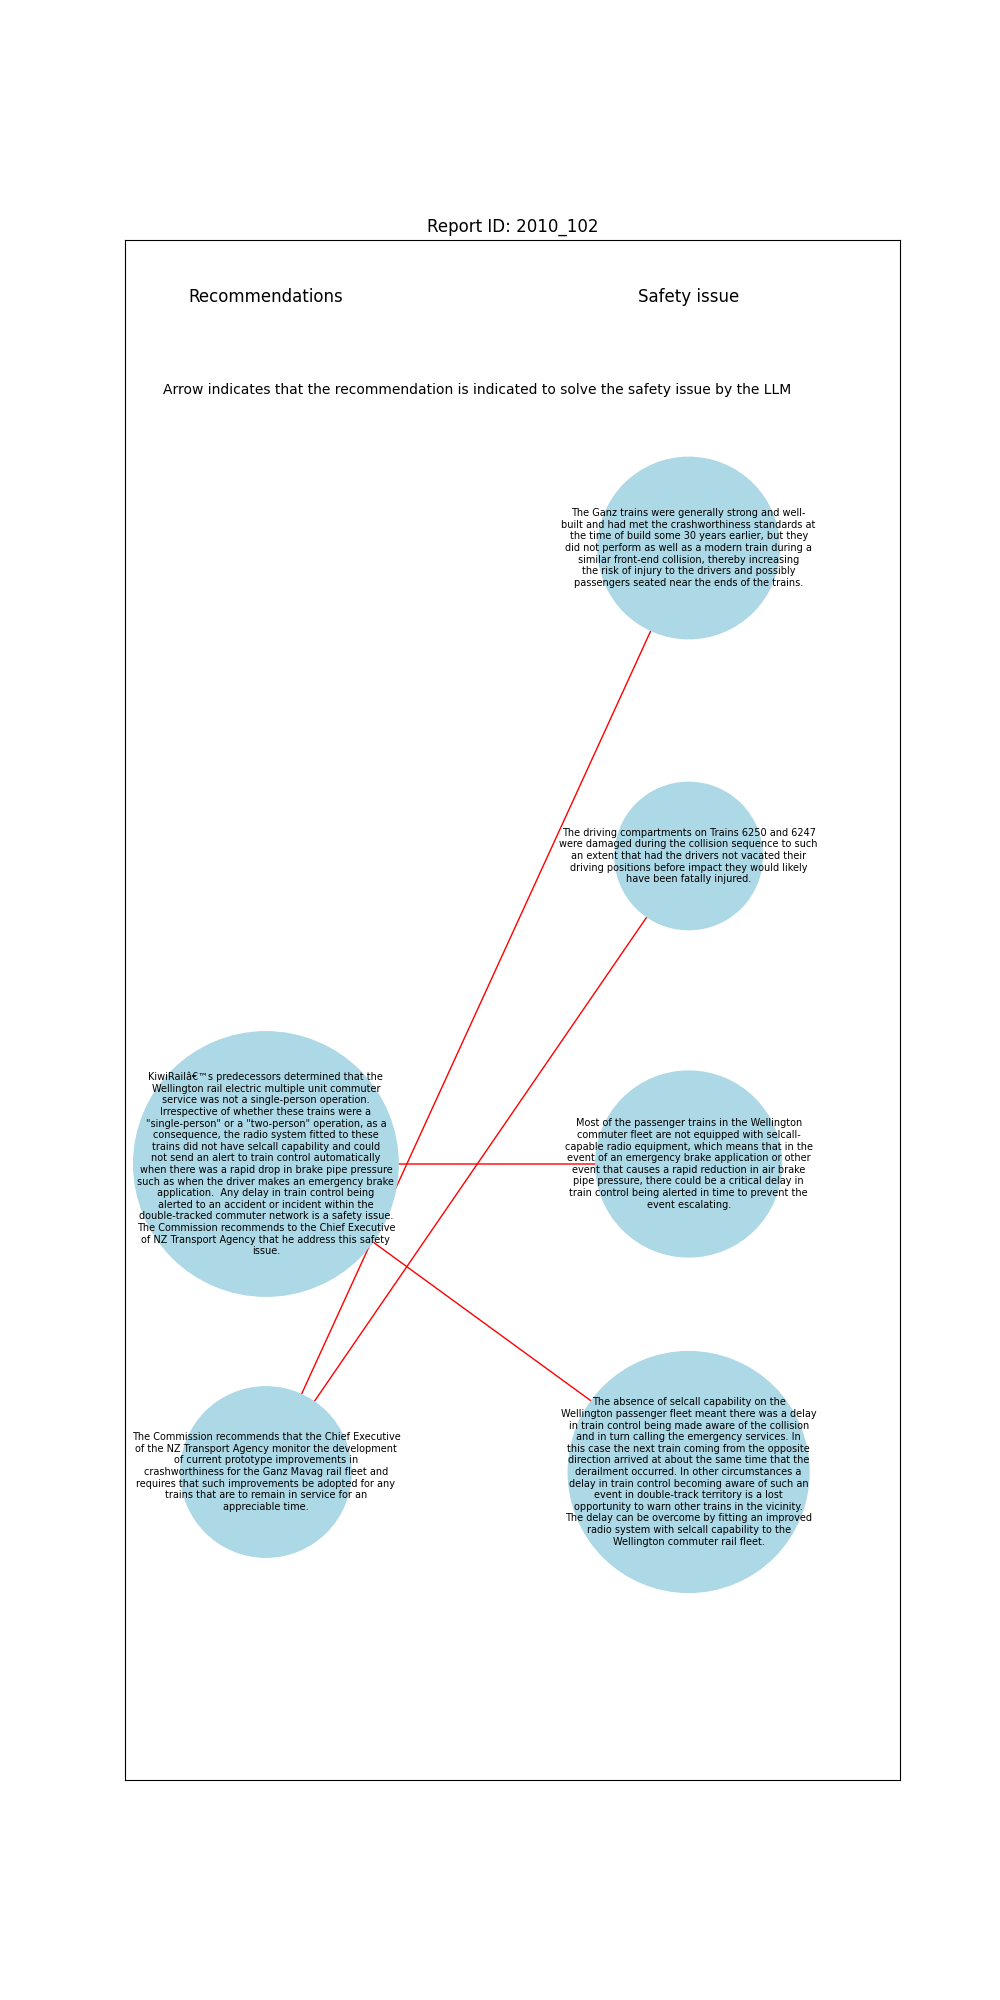 Report ID: 2010_102
Recommendations
Safety issue
Arrow indicates that the recommendation is indicated to solve the safety issue by the LLM
The Ganz trains were generally strong and well-
built and had met the crashworthiness standards at
the time of build some 30 years earlier, but they
did not perform as well as a modern train during a
similar front-end collision, thereby increasing
the risk of injury to the drivers and possibly
passengers seated near the ends of the trains.
The driving compartments on Trains 6250 and 6247
were damaged during the collision sequence to such
an extent that had the drivers not vacated their
driving positions before impact they would likely
have been fatally injured.
KiwiRailâ€™s predecessors determined that the
Wellington rail electric multiple unit commuter
service was not a single-person operation.
Irrespective of whether these trains were a
"single-person" or a "two-person" operation, as a
consequence, the radio system fitted to these
trains did not have selcall capability and could
not send an alert to train control automatically
when there was a rapid drop in brake pipe pressure
such as when the driver makes an emergency brake
application.  Any delay in train control being
alerted to an accident or incident within the
double-tracked commuter network is a safety issue.
The Commission recommends to the Chief Executive
of NZ Transport Agency that he address this safety
issue.
Most of the passenger trains in the Wellington
commuter fleet are not equipped with selcall-
capable radio equipment, which means that in the
event of an emergency brake application or other
event that causes a rapid reduction in air brake
pipe pressure, there could be a critical delay in
train control being alerted in time to prevent the
event escalating.
The Commission recommends that the Chief Executive
of the NZ Transport Agency monitor the development
of current prototype improvements in
crashworthiness for the Ganz Mavag rail fleet and
requires that such improvements be adopted for any
trains that are to remain in service for an
appreciable time.
The absence of selcall capability on the
Wellington passenger fleet meant there was a delay
in train control being made aware of the collision
and in turn calling the emergency services. In
this case the next train coming from the opposite
direction arrived at about the same time that the
derailment occurred. In other circumstances a
delay in train control becoming aware of such an
event in double-track territory is a lost
opportunity to warn other trains in the vicinity.
The delay can be overcome by fitting an improved
radio system with selcall capability to the
Wellington commuter rail fleet.